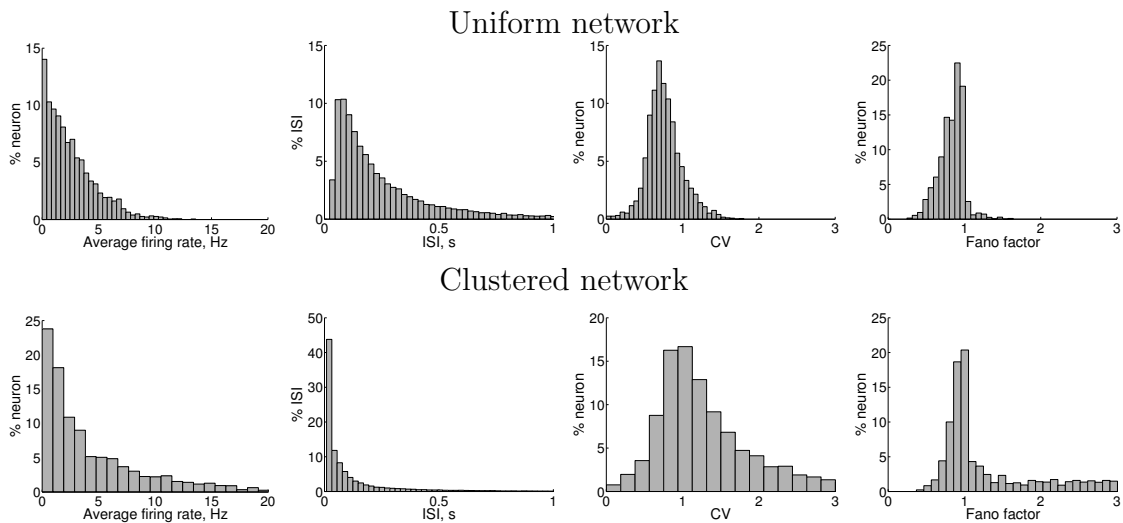 Uniform network
15
10
5
0
% neuron
0 5 10 15 20
Average firing rate, Hz
15
10
5
0
% ISI
0 0.5 1
ISI, s
15
10
5
0
% neuron
0 1 2 3
CV
25
20
15
10
5
0
% neuron
0 1 2 3
Fano factor
Clustered network
25
20
15
10
5
0
% neuron
0 5 10 15 20
Average firing rate, Hz
50
40
30
20
10
0
% ISI
0 0.5 1
ISI, s
20
15
10
5
0
% neuron
0 1 2 3
CV
25
20
15
10
5
0
% neuron
0 1 2 3
Fano factor